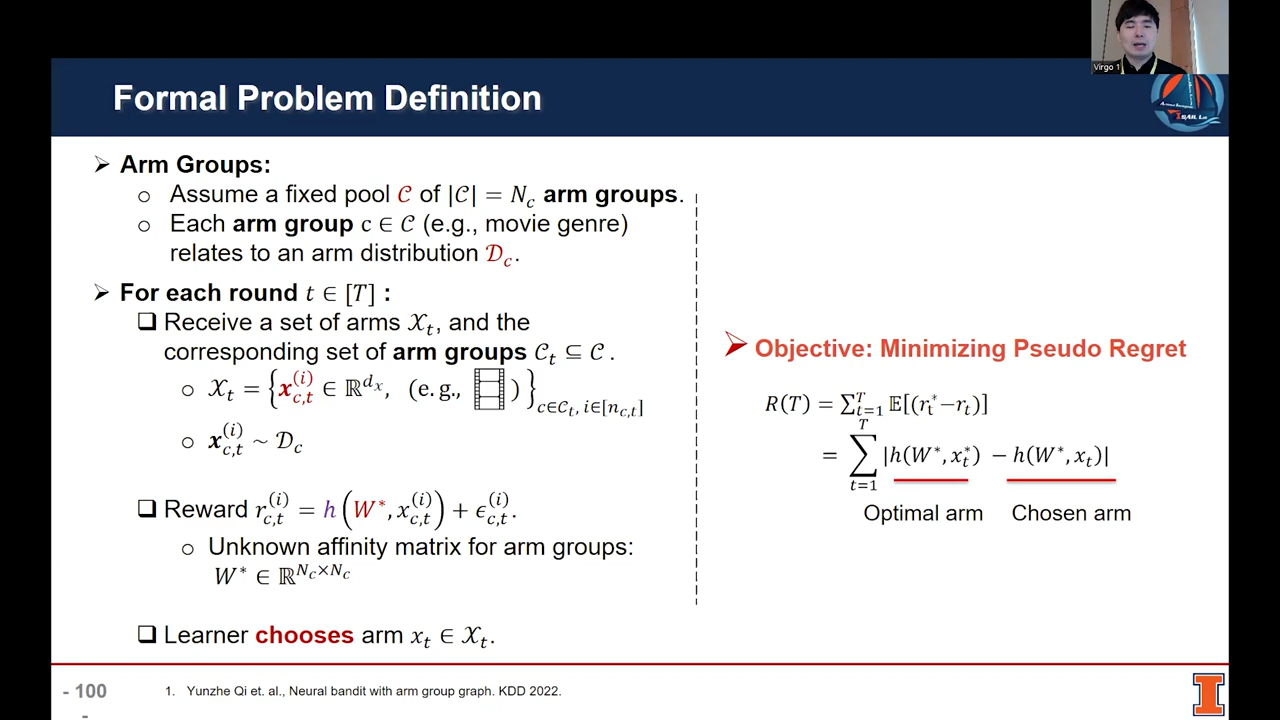 Virgo 1
Formal Problem Definition
➢ Arm Groups:
○ Assume a fixed pool 𝒞 of |𝒞| = N_c arm groups.
○ Each arm group c ∈ 𝒞 (e.g., movie genre)
relates to an arm distribution 𝒟_c.
➢ For each round t ∈ [T] :
❑ Receive a set of arms 𝒳_t, and the
corresponding set of arm groups 𝒞_t ⊆ 𝒞 .
○ 𝒳_t = {x_{c,t}^{(i)} ∈ ℝ^{d_x}, (e.g., )}_{c∈𝒞_t, i∈[n_{c,t}]}
○ x_{c,t}^{(i)} ~ 𝒟_c
❑ Reward r_{c,t}^{(i)} = h(W^*, x_{c,t}^{(i)}) + ϵ_{c,t}^{(i)}.
○ Unknown affinity matrix for arm groups:
W^* ∈ ℝ^{N_c×N_c}
❑ Learner chooses arm x_t ∈ 𝒳_t.
➢ Objective: Minimizing Pseudo Regret
R(T) = ∑_{t=1}^{T} 𝔼[(r_t^*−r_t)]
= ∑_{t=1}^{T} |h(W^*, x_t^*) − h(W^*, x_t)|
Optimal arm Chosen arm
- 100
-
1. Yunzhe Qi et. al., Neural bandit with arm group graph. KDD 2022.